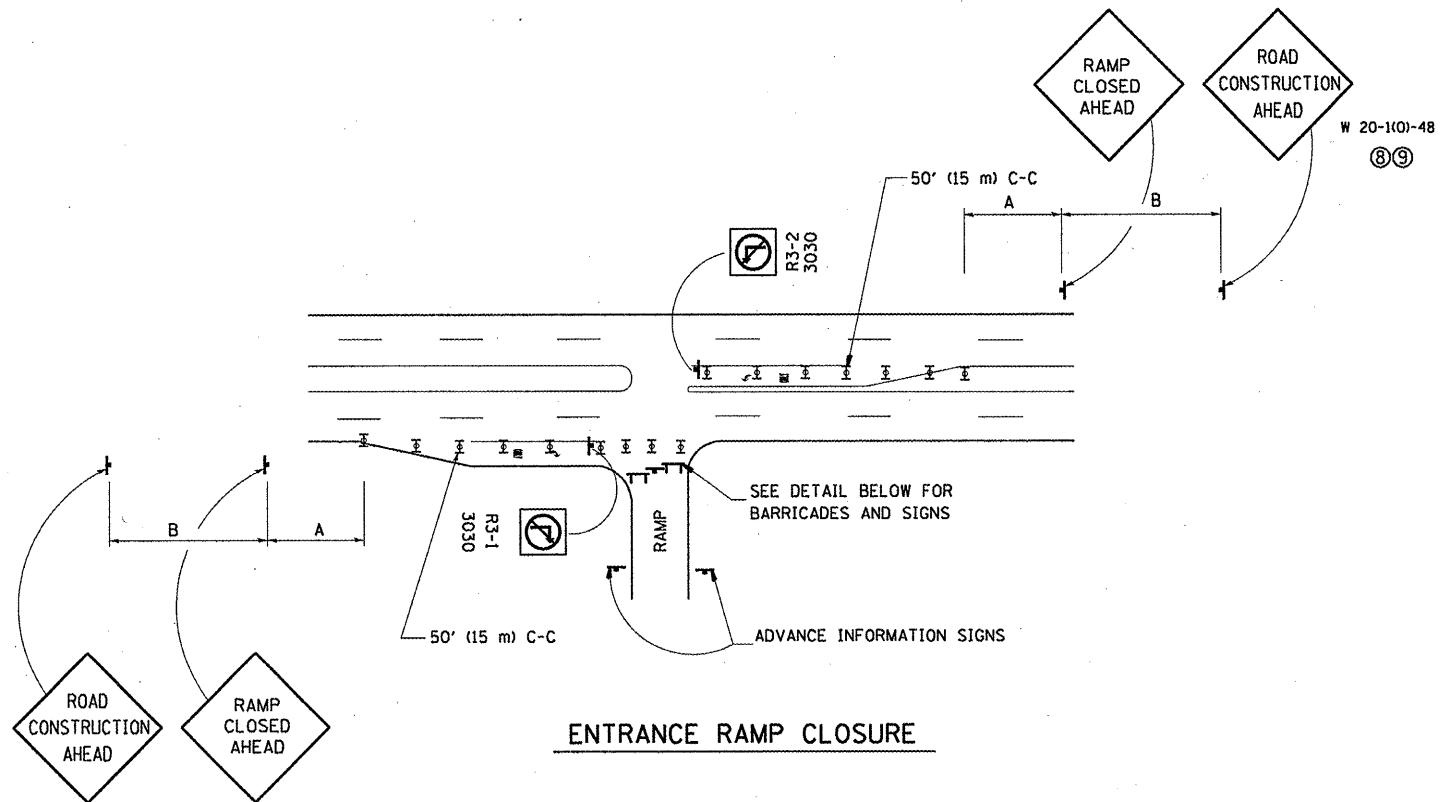 RAMP
CLOSED
AHEAD
ROAD
CONSTRUCTION
AHEAD
W 20-1(O)-48
⑧⑨
50' (15 m) C-C
A
B
R3-2
3030
SEE DETAIL BELOW FOR
BARRICADES AND SIGNS
RAMP
B
A
R3-1
3030
50' (15 m) C-C
ADVANCE INFORMATION SIGNS
ROAD
CONSTRUCTION
AHEAD
RAMP
CLOSED
AHEAD
ENTRANCE RAMP CLOSURE